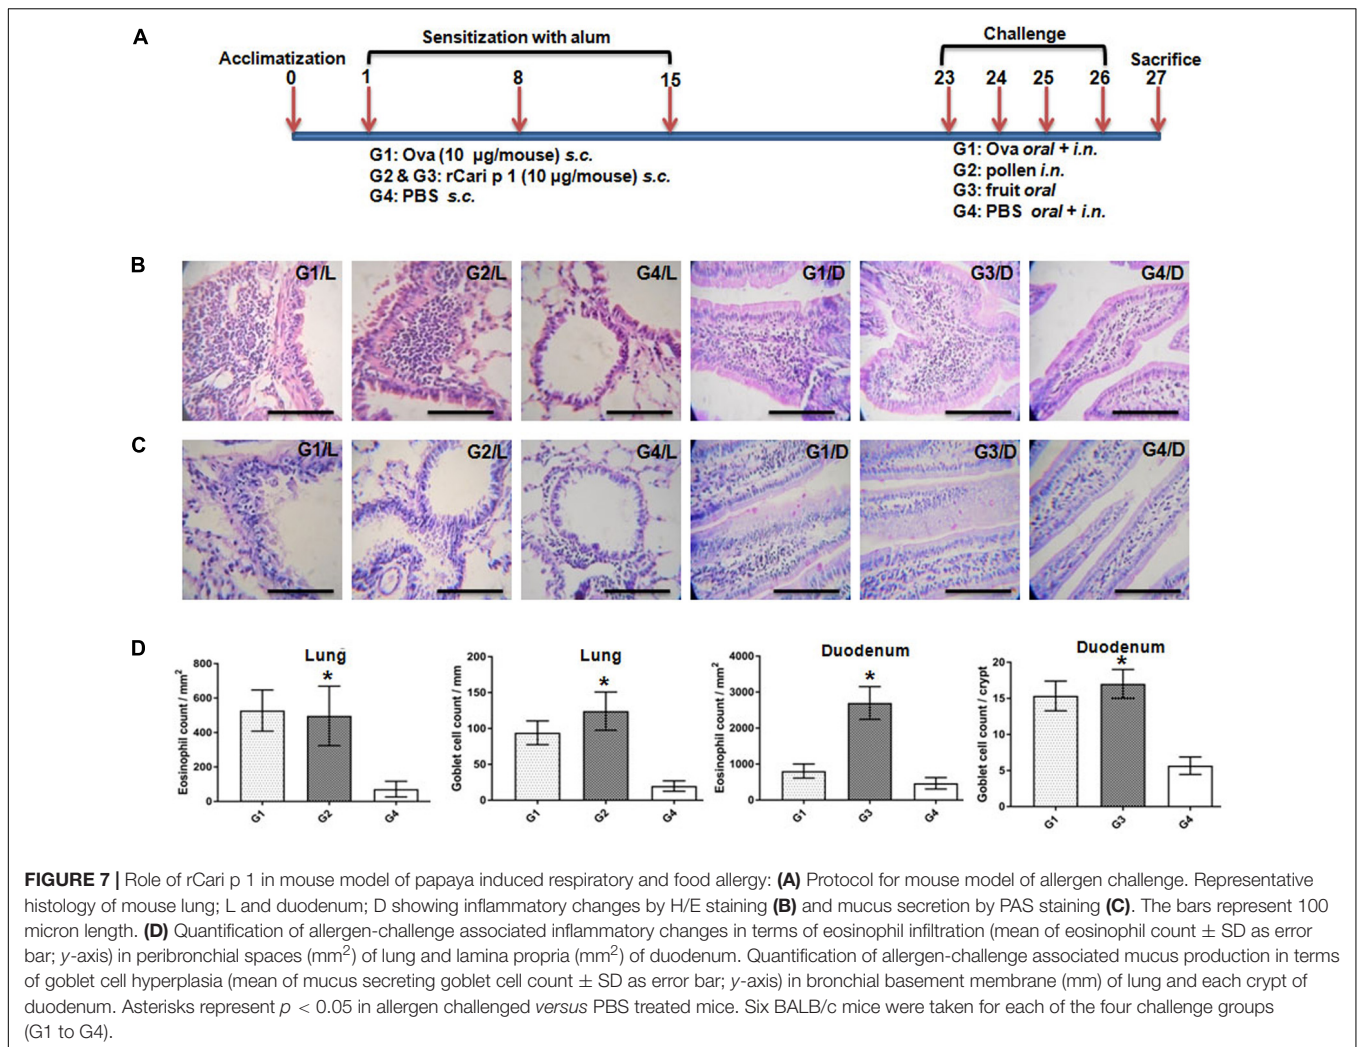 A
Sensitization with alum
Challenge
Acclimatization
Sacrifice
0 1 8 15 23 24 25 26 27
G1: Ova (10 µg/mouse) s.c.
G2 & G3: rCari p 1 (10 µg/mouse) s.c.
G4: PBS s.c.
G1: Ova oral + i.n.
G2: pollen i.n.
G3: fruit oral
G4: PBS oral + i.n.
B
G1/L G2/L G4/L G1/D G3/D G4/D
C
G1/L G2/L G4/L G1/D G3/D G4/D
D
Lung
Eosinophil count / mm²
800
600
400
200
0
*
G1 G2 G4
Lung
Goblet cell count / mm
200
150
100
50
0
*
G1 G2 G4
Duodenum
Eosinophil count / mm²
4000
3000
2000
1000
0
*
G1 G3 G4
Duodenum
Goblet cell count / crypt
20
15
10
5
0
*
G1 G3 G4
FIGURE 7 | Role of rCari p 1 in mouse model of papaya induced respiratory and food allergy: (A) Protocol for mouse model of allergen challenge. Representative
histology of mouse lung; L and duodenum; D showing inflammatory changes by H/E staining (B) and mucus secretion by PAS staining (C). The bars represent 100
micron length. (D) Quantification of allergen-challenge associated inflammatory changes in terms of eosinophil infiltration (mean of eosinophil count ± SD as error
bar; y-axis) in peribronchial spaces (mm²) of lung and lamina propria (mm²) of duodenum. Quantification of allergen-challenge associated mucus production in terms
of goblet cell hyperplasia (mean of mucus secreting goblet cell count ± SD as error bar; y-axis) in bronchial basement membrane (mm) of lung and each crypt of
duodenum. Asterisks represent p < 0.05 in allergen challenged versus PBS treated mice. Six BALB/c mice were taken for each of the four challenge groups
(G1 to G4).